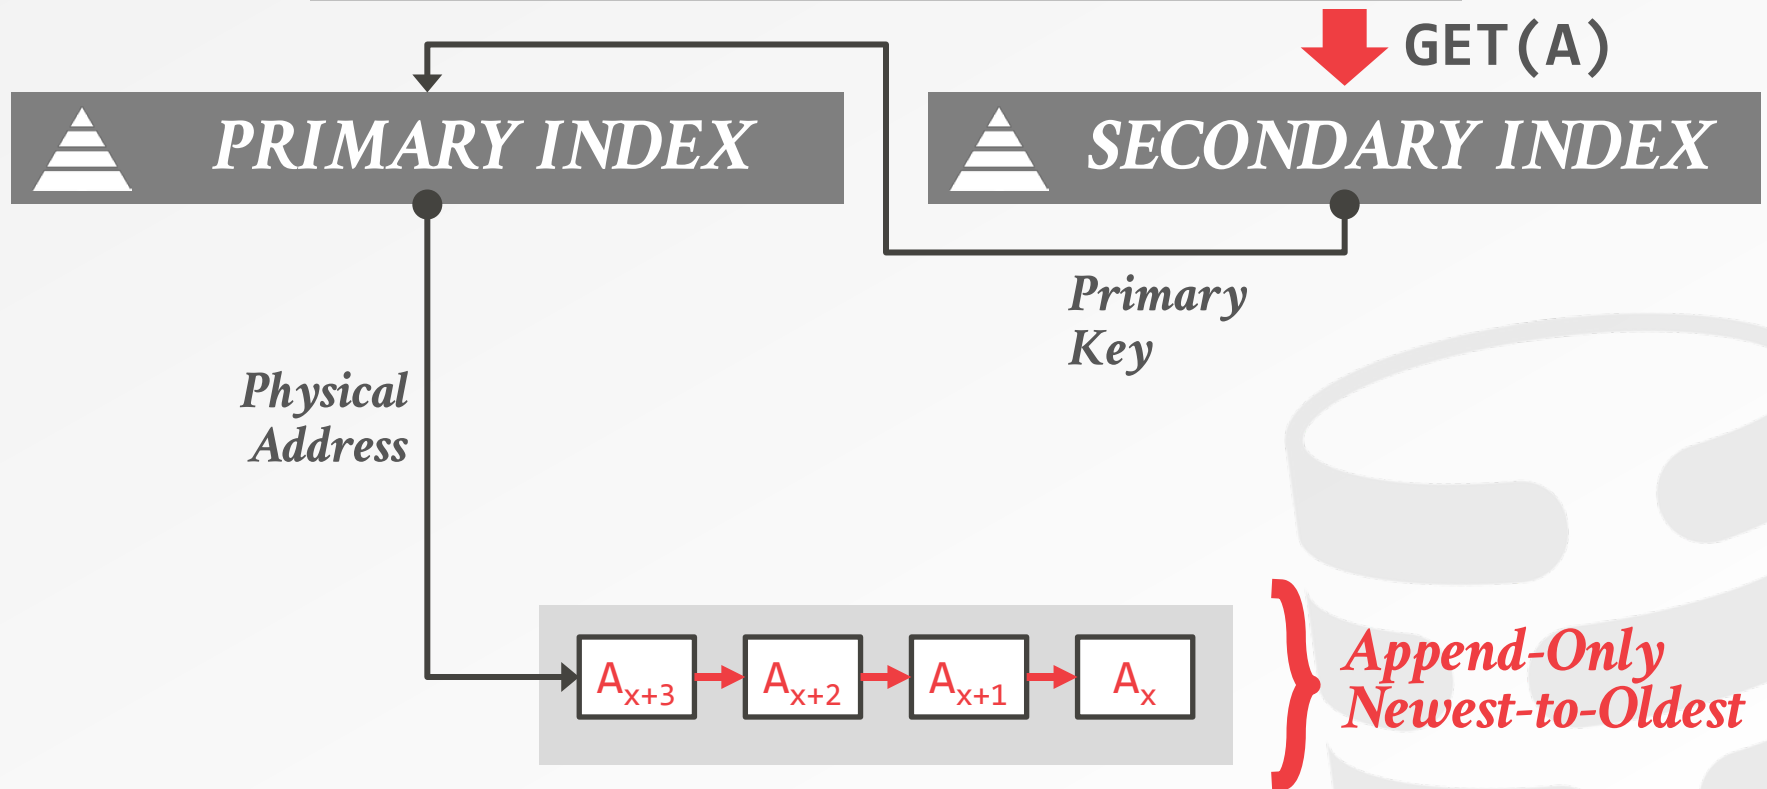 GET(A)
PRIMARY INDEX
SECONDARY INDEX
Primary
Key
Physical
Address
Aₓ₊₃
Aₓ₊₂
Aₓ₊₁
Aₓ
Append-Only
Newest-to-Oldest